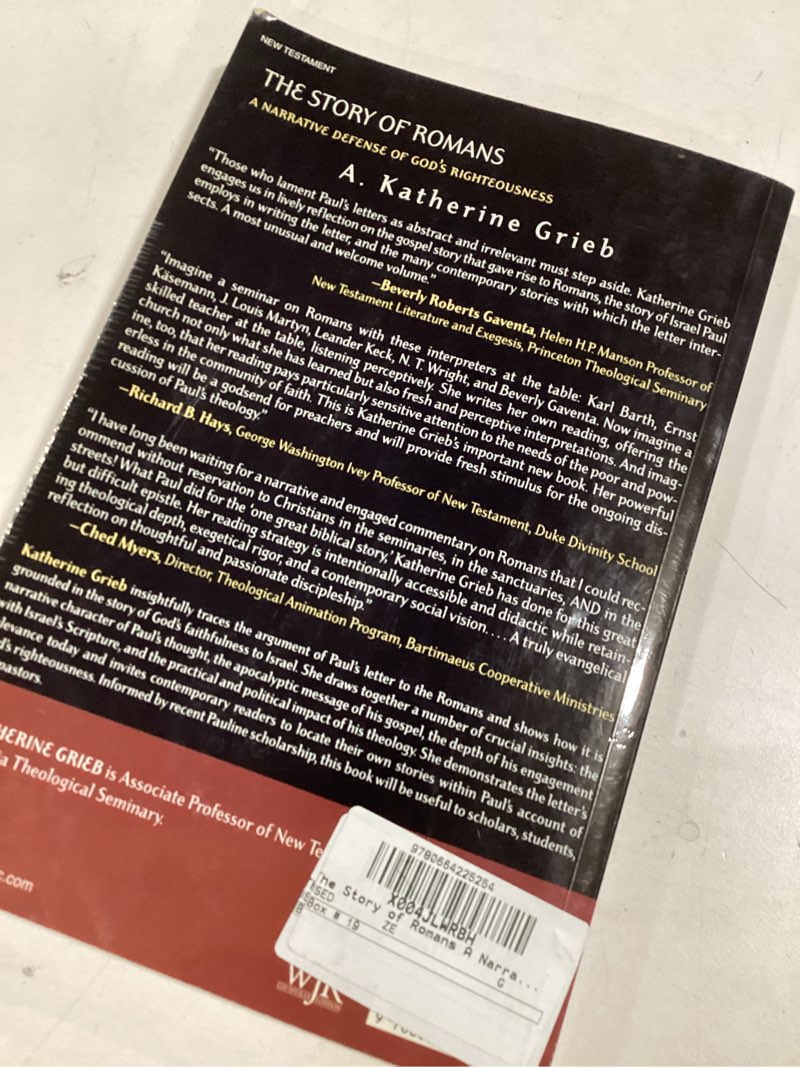 NEW TESTAMENT
THE STORY OF ROMANS
A NARRATIVE DEFENSE OF GOD'S RIGHTEOUSNESS
A. Katherine Grieb
"Those who lament Paul's letters as abstract and irrelevant must step aside. Katherine Grieb
engages us in lively reflection on the gospel story that gave rise to Romans, the story of Israel Paul
employs in writing the letter, and the many contemporary stories with which the letter inter-
sects. A most unusual and welcome volume."
—Beverly Roberts Gaventa, Helen H.P. Manson Professor of
New Testament Literature and Exegesis, Princeton Theological Seminary
"Imagine a seminar on Romans with these interpreters at the table: Karl Barth, Ernst
Käsemann, J. Louis Martyn, Leander Keck, N. T. Wright, and Beverly Gaventa. Now imagine a
skilled teacher at the table, listening perceptively. She writes her own reading, offering the
church not only what she has learned but also fresh and perceptive interpretations. And imag-
ine, too, that her reading pays particularly sensitive attention to the needs of the poor and pow-
erless in the community of faith. This is Katherine Grieb's important new book. Her powerful
reading will be a godsend for preachers and will provide fresh stimulus for the ongoing dis-
cussion of Paul's theology."
—Richard B. Hays, George Washington Ivey Professor of New Testament, Duke Divinity School
"I have long been waiting for a narrative and engaged commentary on Romans that I could rec-
ommend without reservation to Christians in the seminaries, in the sanctuaries, AND in the
streets! What Paul did for the 'one great biblical story,' Katherine Grieb has done for this great
but difficult epistle. Her reading strategy is intentionally accessible and didactic while retain-
ing theological depth, exegetical rigor, and a contemporary social vision. . . . A truly evangelical
reflection on thoughtful and passionate discipleship."
—Ched Myers, Director, Theological Animation Program, Bartimaeus Cooperative Ministries
Katherine Grieb insightfully traces the argument of Paul's letter to the Romans and shows how it is
grounded in the story of God's faithfulness to Israel. She draws together a number of crucial insights: the
narrative character of Paul's thought, the apocalyptic message of his gospel, the depth of his engagement
with Israel's Scripture, and the practical and political impact of his theology. She demonstrates the letter's
levance today and invites contemporary readers to locate their own stories within Paul's account of
d's righteousness. Informed by recent Pauline scholarship, this book will be useful to scholars, students,
pastors.
HERINE GRIEB is Associate Professor of New Te
a Theological Seminary.
.com
9780664225254
X004JLWRBH
he Story of Romans A Narra...
USED
ZE
G
Box # 19
WJK